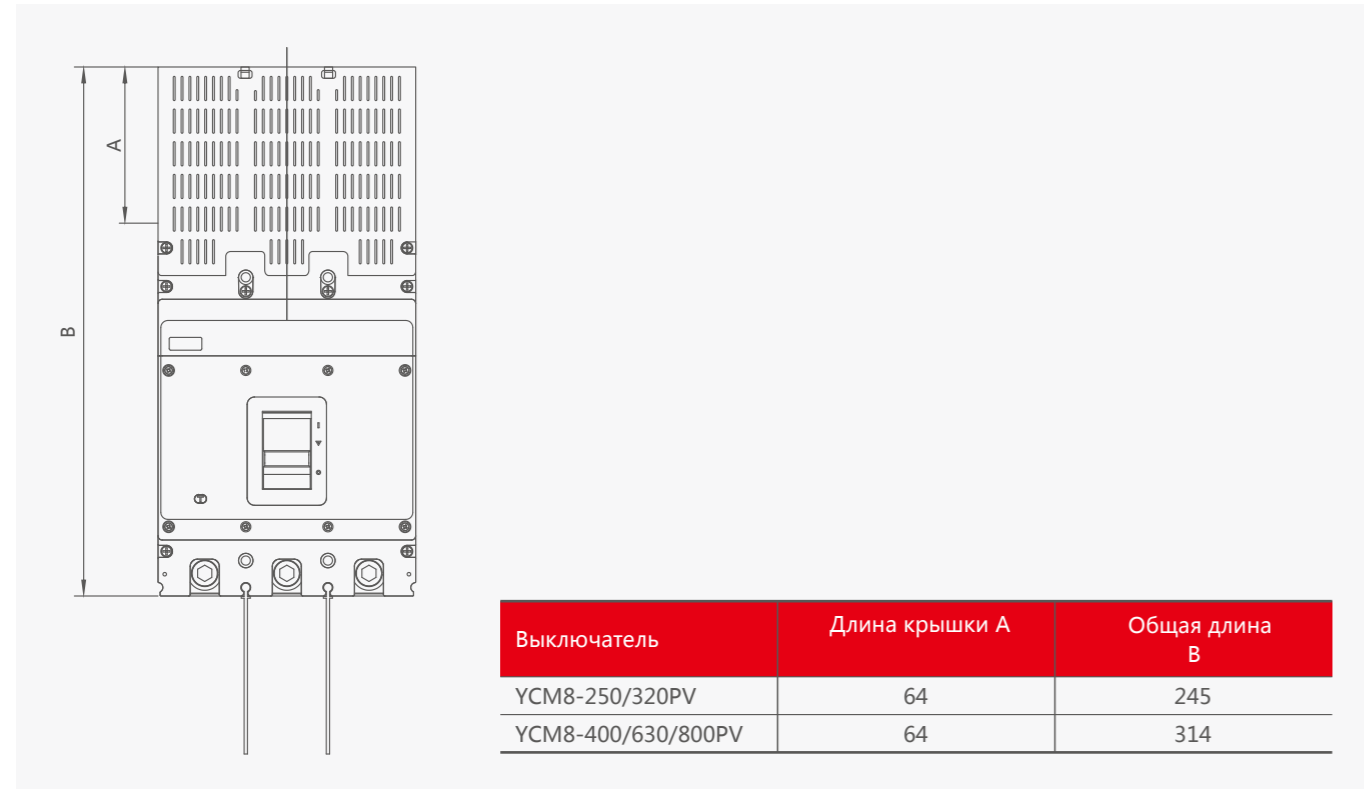 A
B
Выключатель
Длина крышки A
Общая длина
B
YCM8-250/320PV
64
245
YCM8-400/630/800PV
64
314